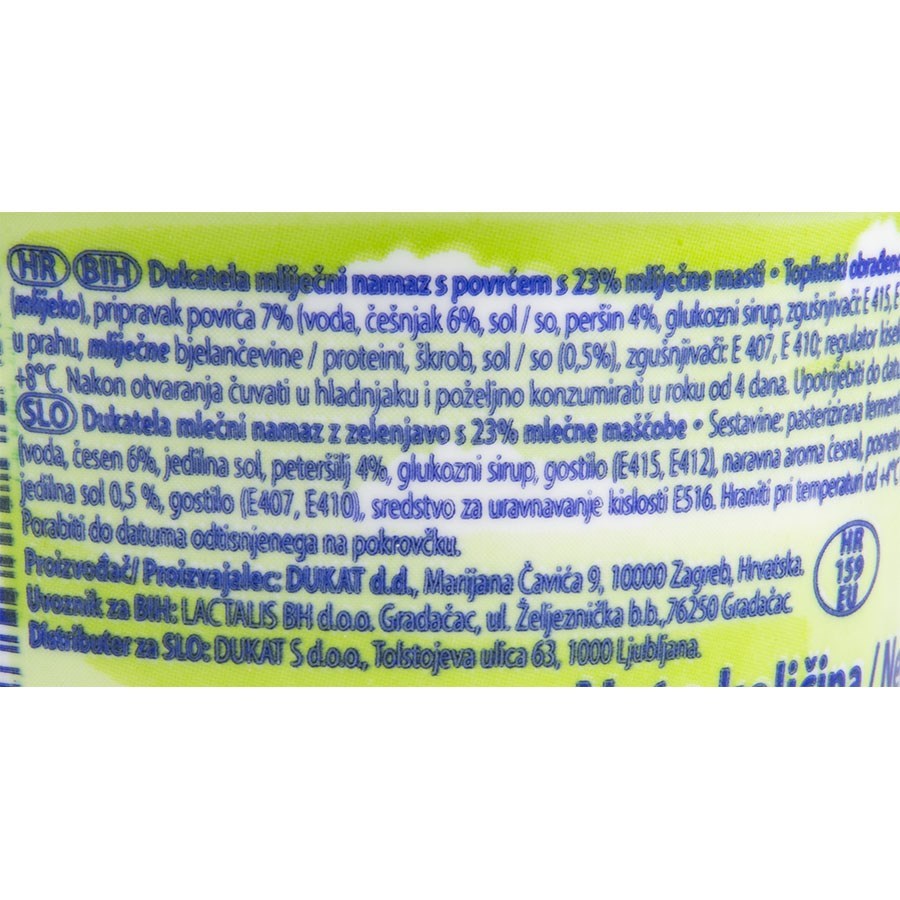 HR BIH Dukatela mliječni namaz s povrćem s 23% mliječne masti • Toplinski obrađeno
(mlijeko), pripravak povrća 7% (voda, češnjak 6%, sol / so, peršin 4%, glukozni sirup, zgušnjivači: E 415, E
u prahu, mliječne bjelančevine / proteini, škrob, sol / so (0,5%), zgušnjivači: E 407, E 410; regulator kisel
+8°C. Nakon otvaranja čuvati u hladnjaku i poželjno konzumirati u roku od 4 dana. Upotrijebiti do datu
SLO Dukatela mlečni namaz z zelenjavo s 23% mlečne maščobe • Sestavine: pasterizirana ferment
(voda, česen 6%, jedilna sol, peteršilj 4%, glukozni sirup, gostilo (E415, E412), naravna aroma česna), posneto
jedilna sol 0,5 %, gostilo (E407, E410), sredstvo za uravnavanje kislosti E516. Hraniti pri temperaturi od +4°C
Porabiti do datuma odtisnjenega na pokrovčku.
Proizvođač/ Proizvajalec: DUKAT d.d., Marijana Čavića 9, 10000 Zagreb, Hrvatska.
Uvoznik za BIH: LACTALIS BH d.o.o. Gradačac, ul. Željeznička b.b.,76250 Gradačac
Distributer za SLO: DUKAT S d.o.o., Tolstojeva ulica 63, 1000 Ljubljana.
HR
159
EU
količina / Ne